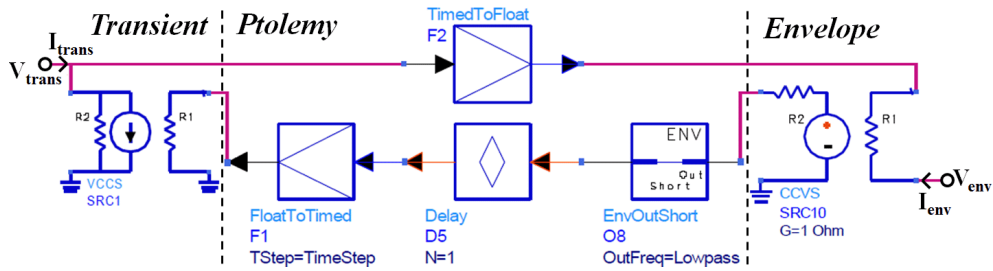 Transient
Ptolemy
TimedToFloat
F2
Envelope
Itrans
Vtrans
R2
R1
VCCS
SRC1
FloatToTimed
F1
TStep=TimeStep
Delay
D5
N=1
ENV
Out
Short
EnvOutShort
O8
OutFreq=Lowpass
R2
R1
CCVS
SRC10
G=1 Ohm
Venv
Ienv